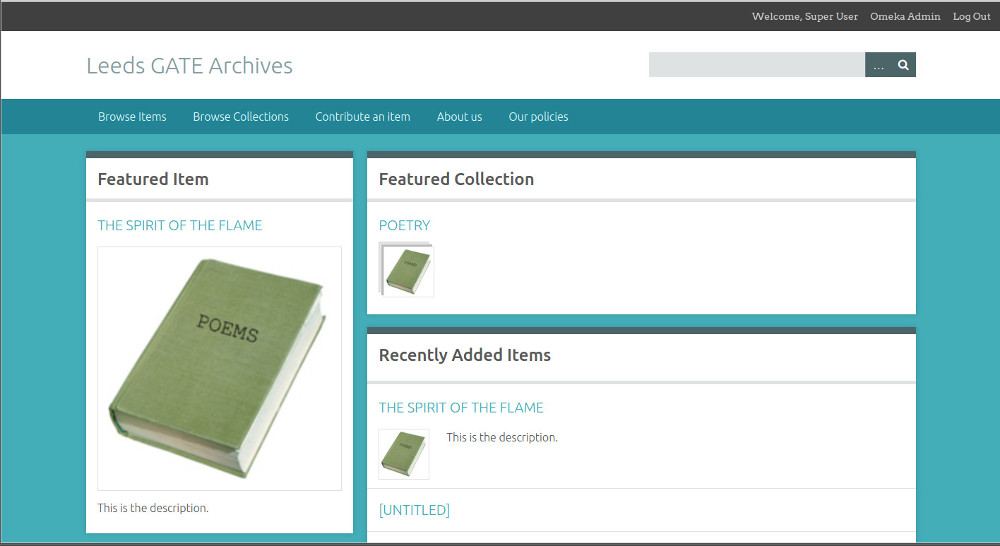 Welcome, Super User Omeka Admin Log Out
Leeds GATE Archives
...
Browse Items Browse Collections Contribute an item About us Our policies
Featured Item
THE SPIRIT OF THE FLAME
POEMS
This is the description.
Featured Collection
POETRY
POEMS
Recently Added Items
THE SPIRIT OF THE FLAME
POEMS
This is the description.
[UNTITLED]